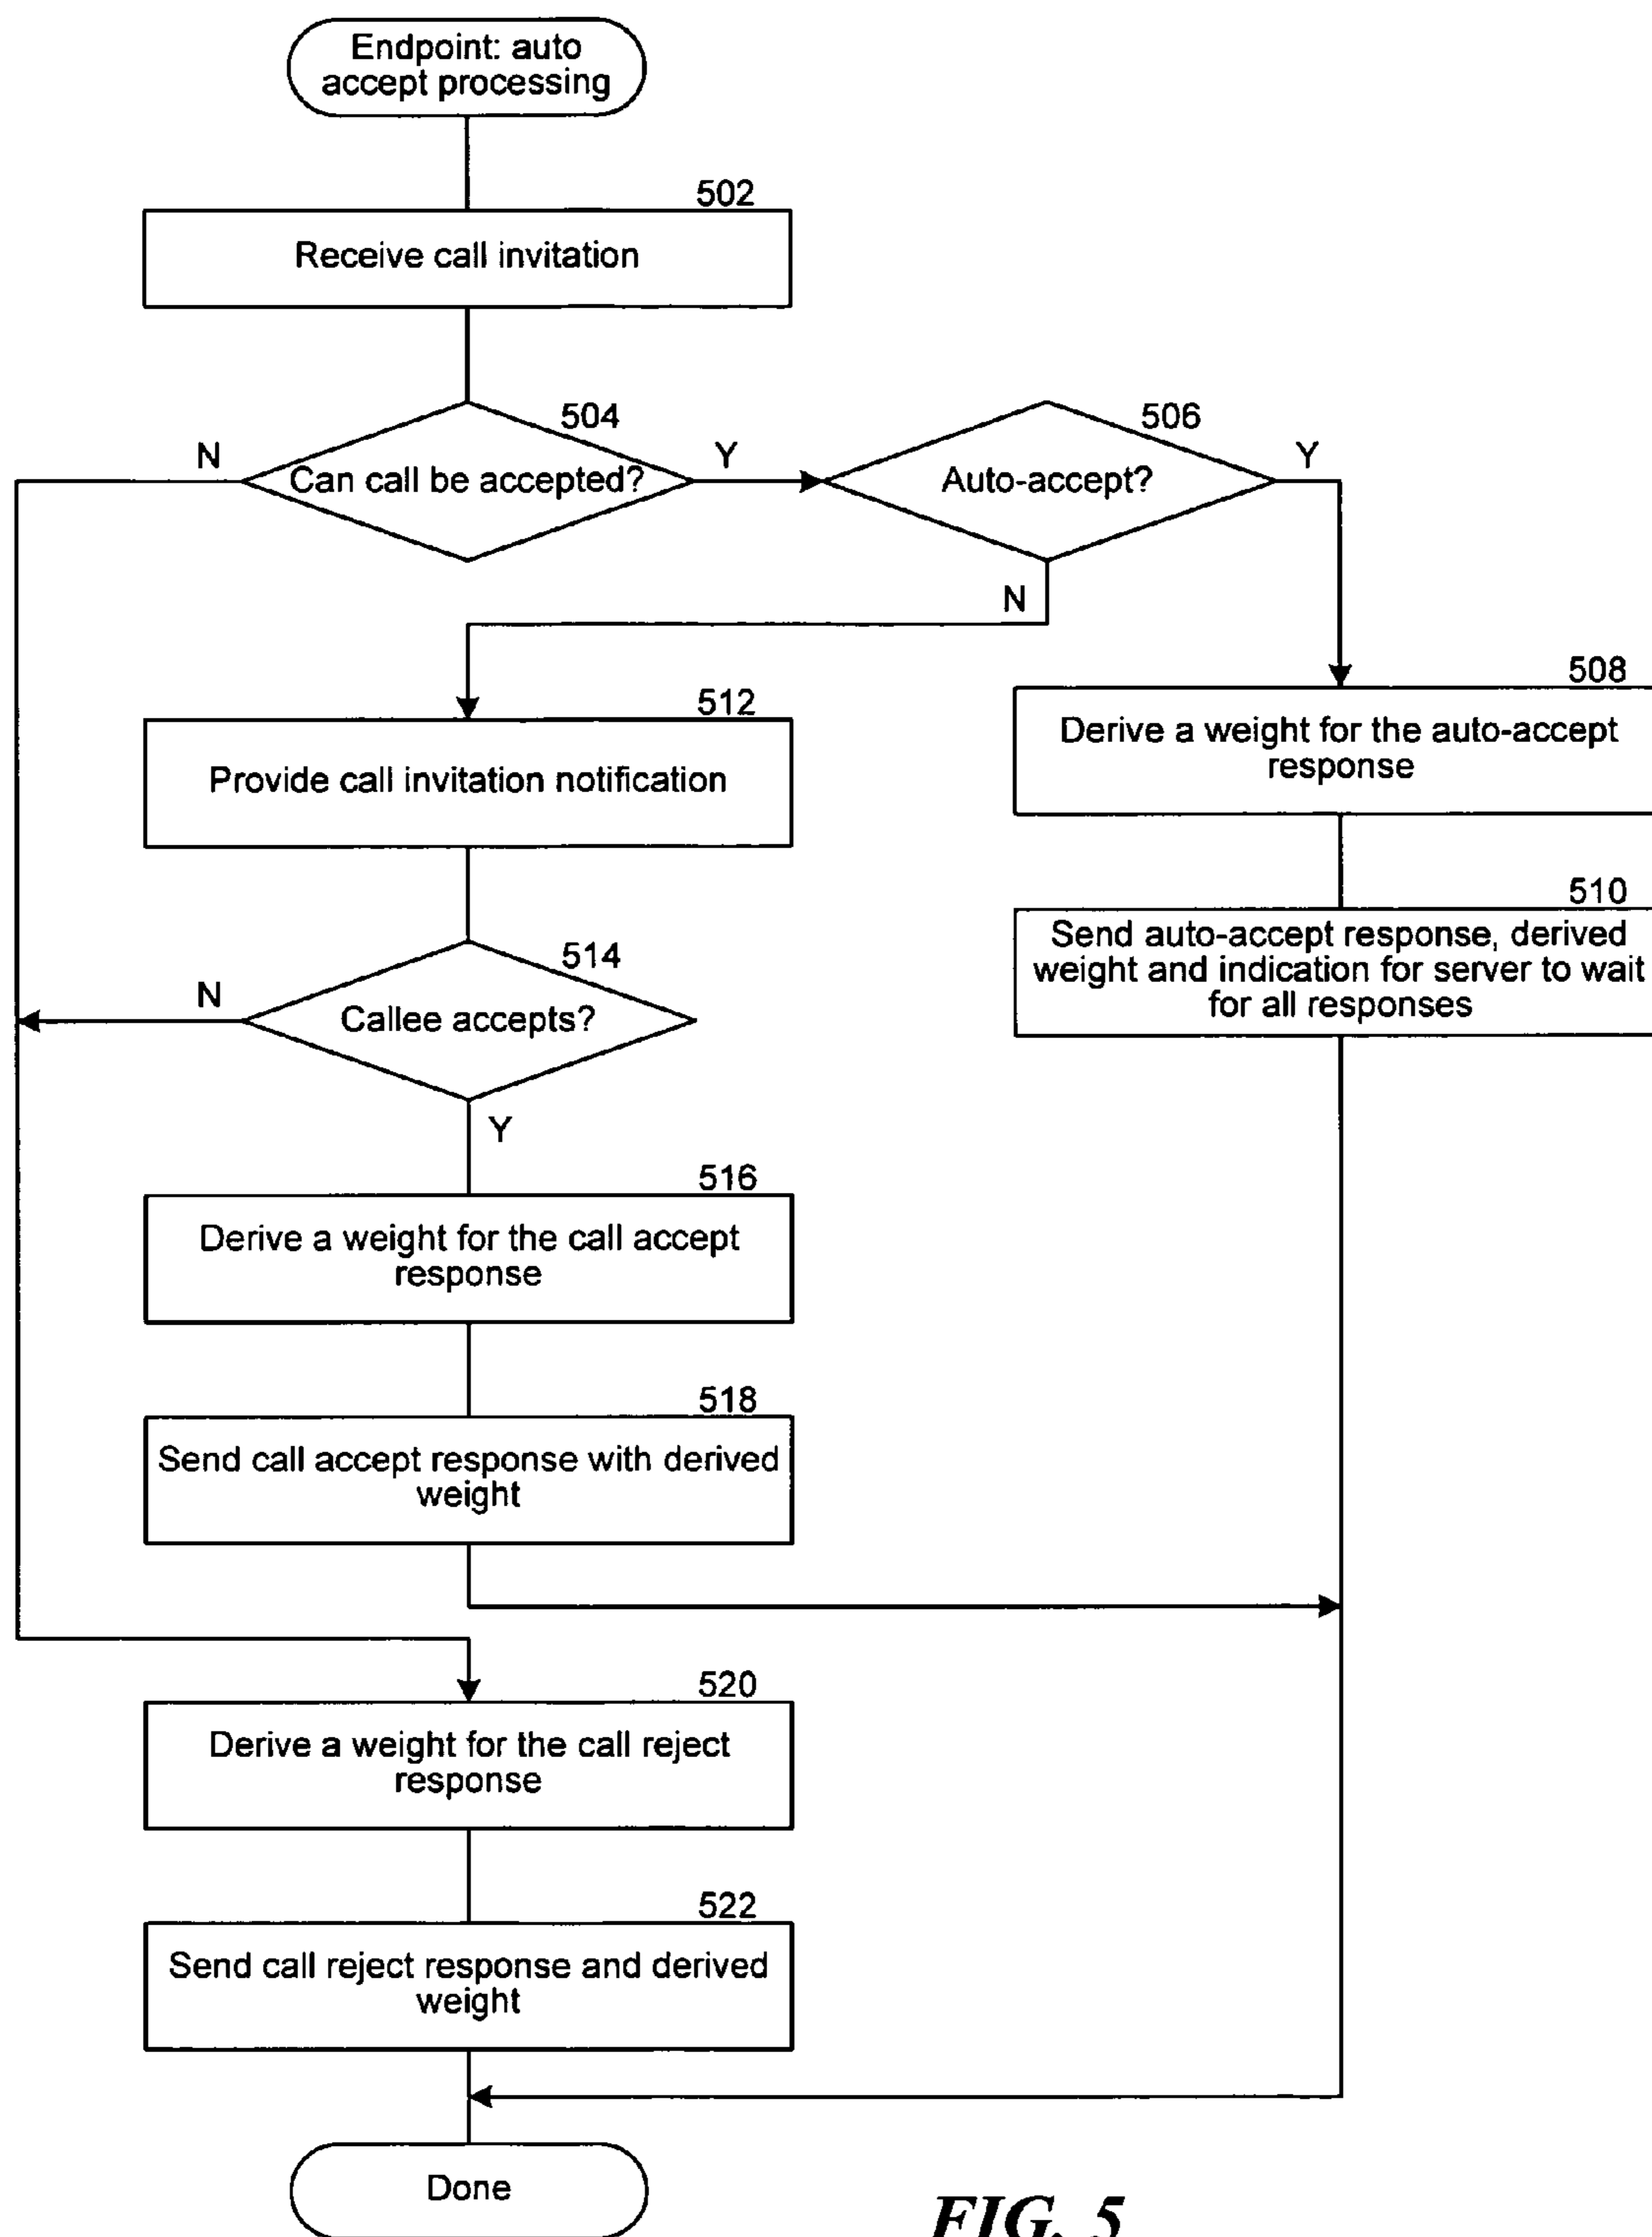 Endpoint: auto
accept processing
502
Receive call invitation
504
N
Can call be accepted?
Y
506
Auto-accept?
Y
N
508
Derive a weight for the auto-accept
response
512
Provide call invitation notification
510
Send auto-accept response, derived
weight and indication for server to wait
for all responses
514
N
Callee accepts?
Y
516
Derive a weight for the call accept
response
518
Send call accept response with derived
weight
520
Derive a weight for the call reject
response
522
Send call reject response and derived
weight
Done
FIG. 5